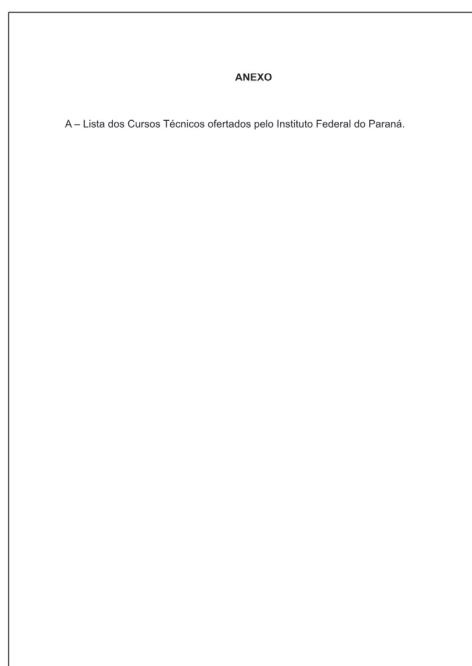 ANEXO
A – Lista dos Cursos Técnicos ofertados pelo Instituto Federal do Paraná.